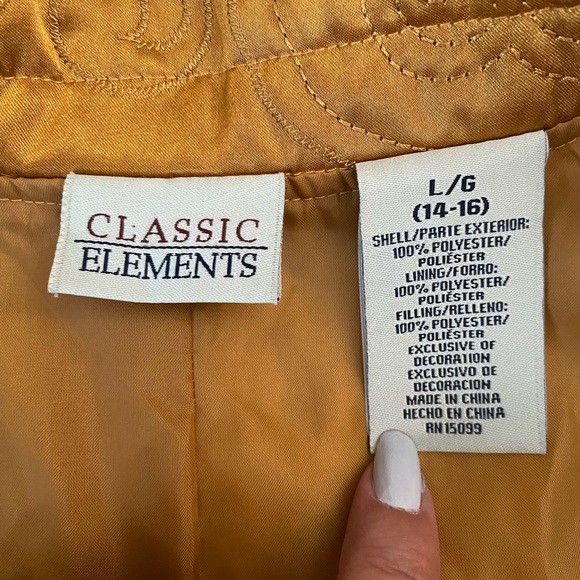 CLASSIC
ELEMENTS
L/G
(14-16)
SHELL/PARTE EXTERIOR:
100% POLYESTER/
POLIÉSTER
LINING/FORRO:
100% POLYESTER/
POLIÉSTER
FILLING/RELLENO:
100% POLYESTER/
POLIÉSTER
EXCLUSIVE OF
DECORATION
EXCLUSIVO DE
DECORACION
MADE IN CHINA
HECHO EN CHINA
RN 15099